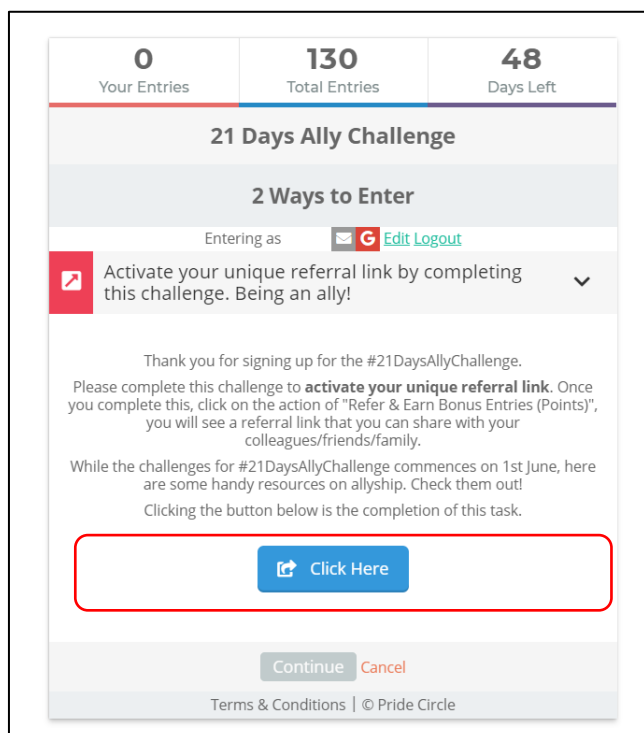 0 130 48
Your Entries Total Entries Days Left
21 Days Ally Challenge
2 Ways to Enter
Entering as G Edit Logout
Activate your unique referral link by completing
this challenge. Being an ally!
Thank you for signing up for the #21DaysAllyChallenge.
Please complete this challenge to activate your unique referral link. Once
you complete this, click on the action of "Refer & Earn Bonus Entries (Points)",
you will see a referral link that you can share with your
colleagues/friends/family.
While the challenges for #21DaysAllyChallenge commences on 1st June, here
are some handy resources on allyship. Check them out!
Clicking the button below is the completion of this task.
Click Here
Continue Cancel
Terms & Conditions | © Pride Circle